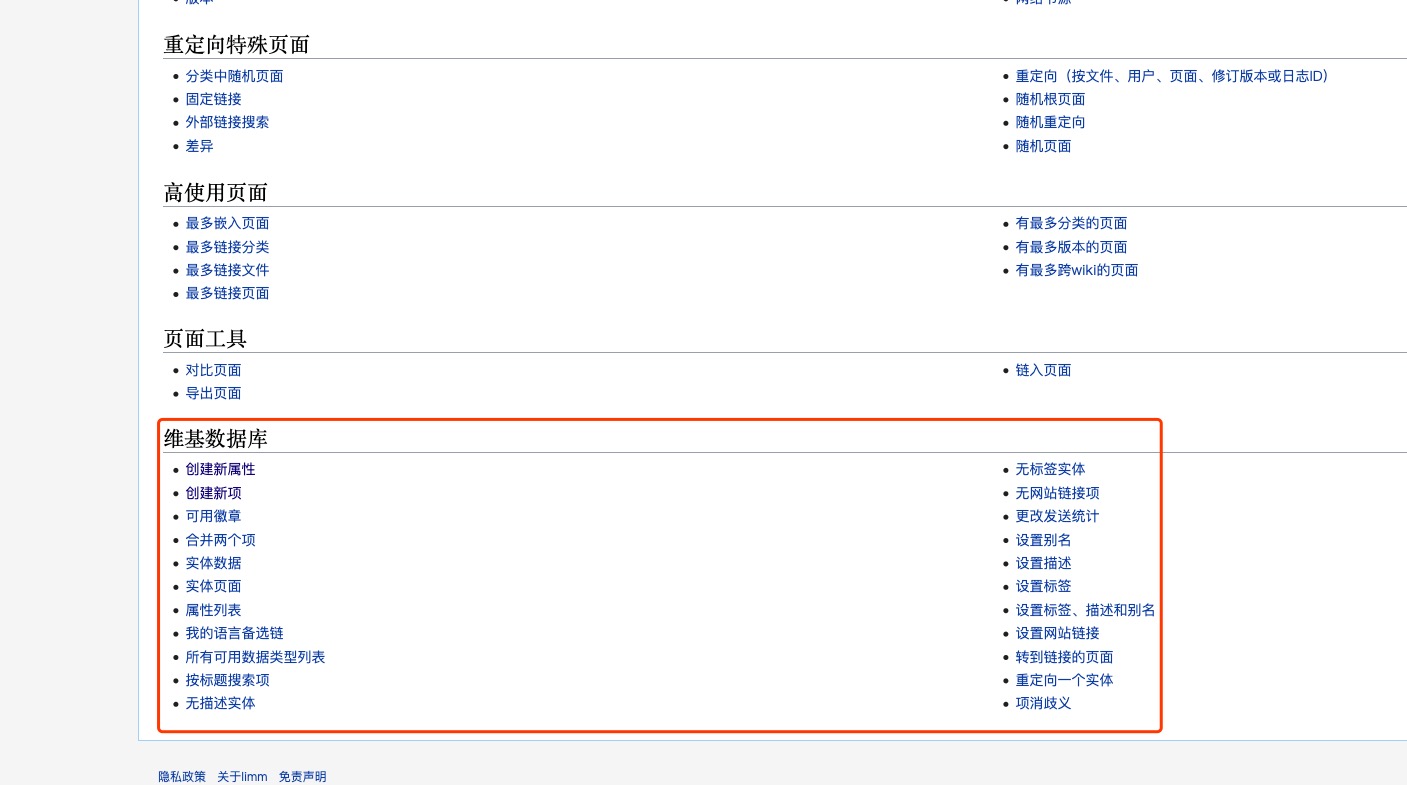 版本
网络书源
重定向特殊页面
分类中随机页面
固定链接
外部链接搜索
差异
重定向（按文件、用户、页面、修订版本或日志ID）
随机根页面
随机重定向
随机页面
高使用页面
最多嵌入页面
最多链接分类
最多链接文件
最多链接页面
有最多分类的页面
有最多版本的页面
有最多跨wiki的页面
页面工具
对比页面
导出页面
链入页面
维基数据库
创建新属性
创建新项
可用徽章
合并两个项
实体数据
实体页面
属性列表
我的语言备选链
所有可用数据类型列表
按标题搜索项
无描述实体
无标签实体
无网站链接项
更改发送统计
设置别名
设置描述
设置标签
设置标签、描述和别名
设置网站链接
转到链接的页面
重定向一个实体
项消歧义
隐私政策 关于limm 免责声明